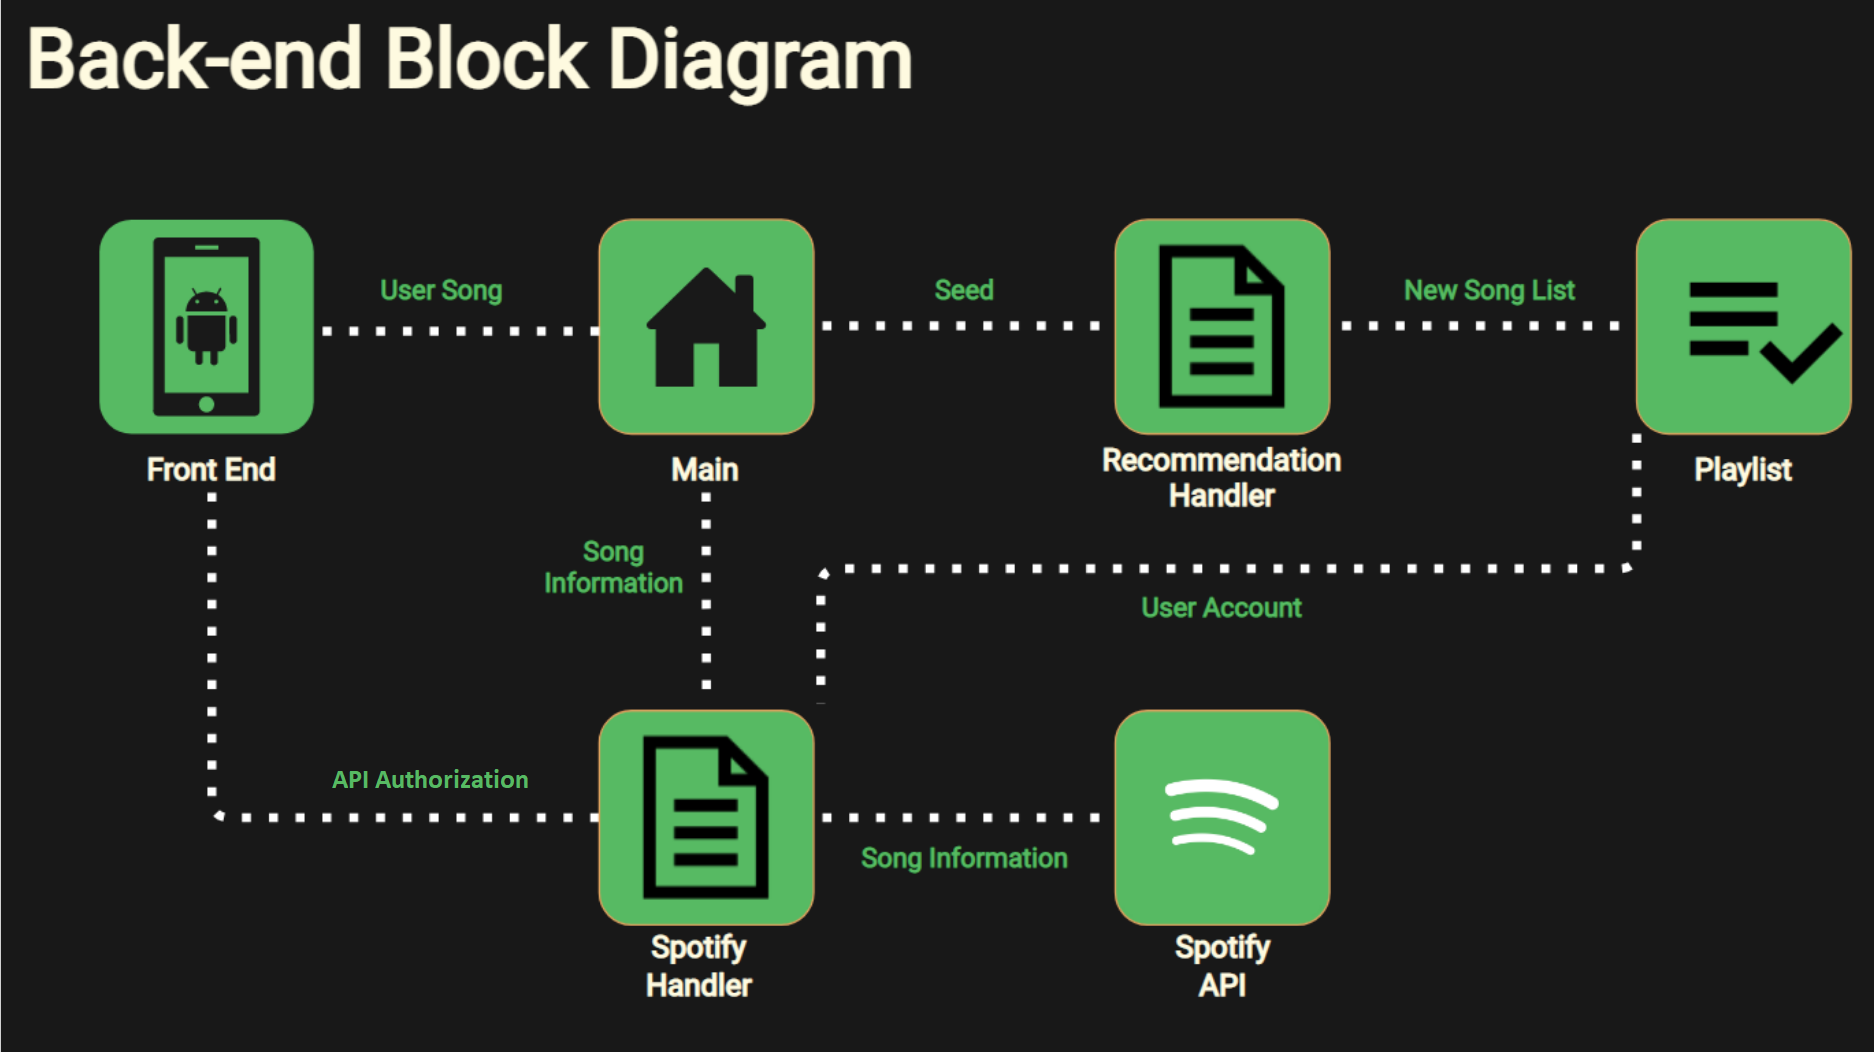 Back-end Block Diagram
User Song
Seed
New Song List
Front End
Main
Recommendation
Handler
Playlist
Song
Information
User Account
API Authorization
Song Information
Spotify
Handler
Spotify
API